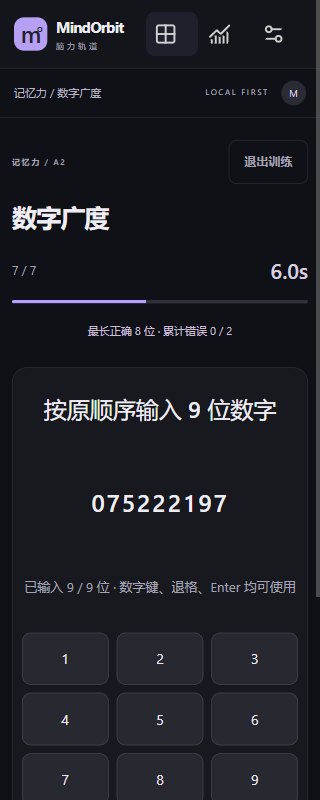 m
MindOrbit
脑力轨道
记忆力 / 数字广度
LOCAL FIRST
M
记忆力 / A2
退出训练
数字广度
7 / 7
6.0s
最长正确 8 位 · 累计错误 0 / 2
按原顺序输入 9 位数字
075222197
已输入 9 / 9 位 · 数字键、退格、Enter 均可使用
1
2
3
4
5
6
7
8
9